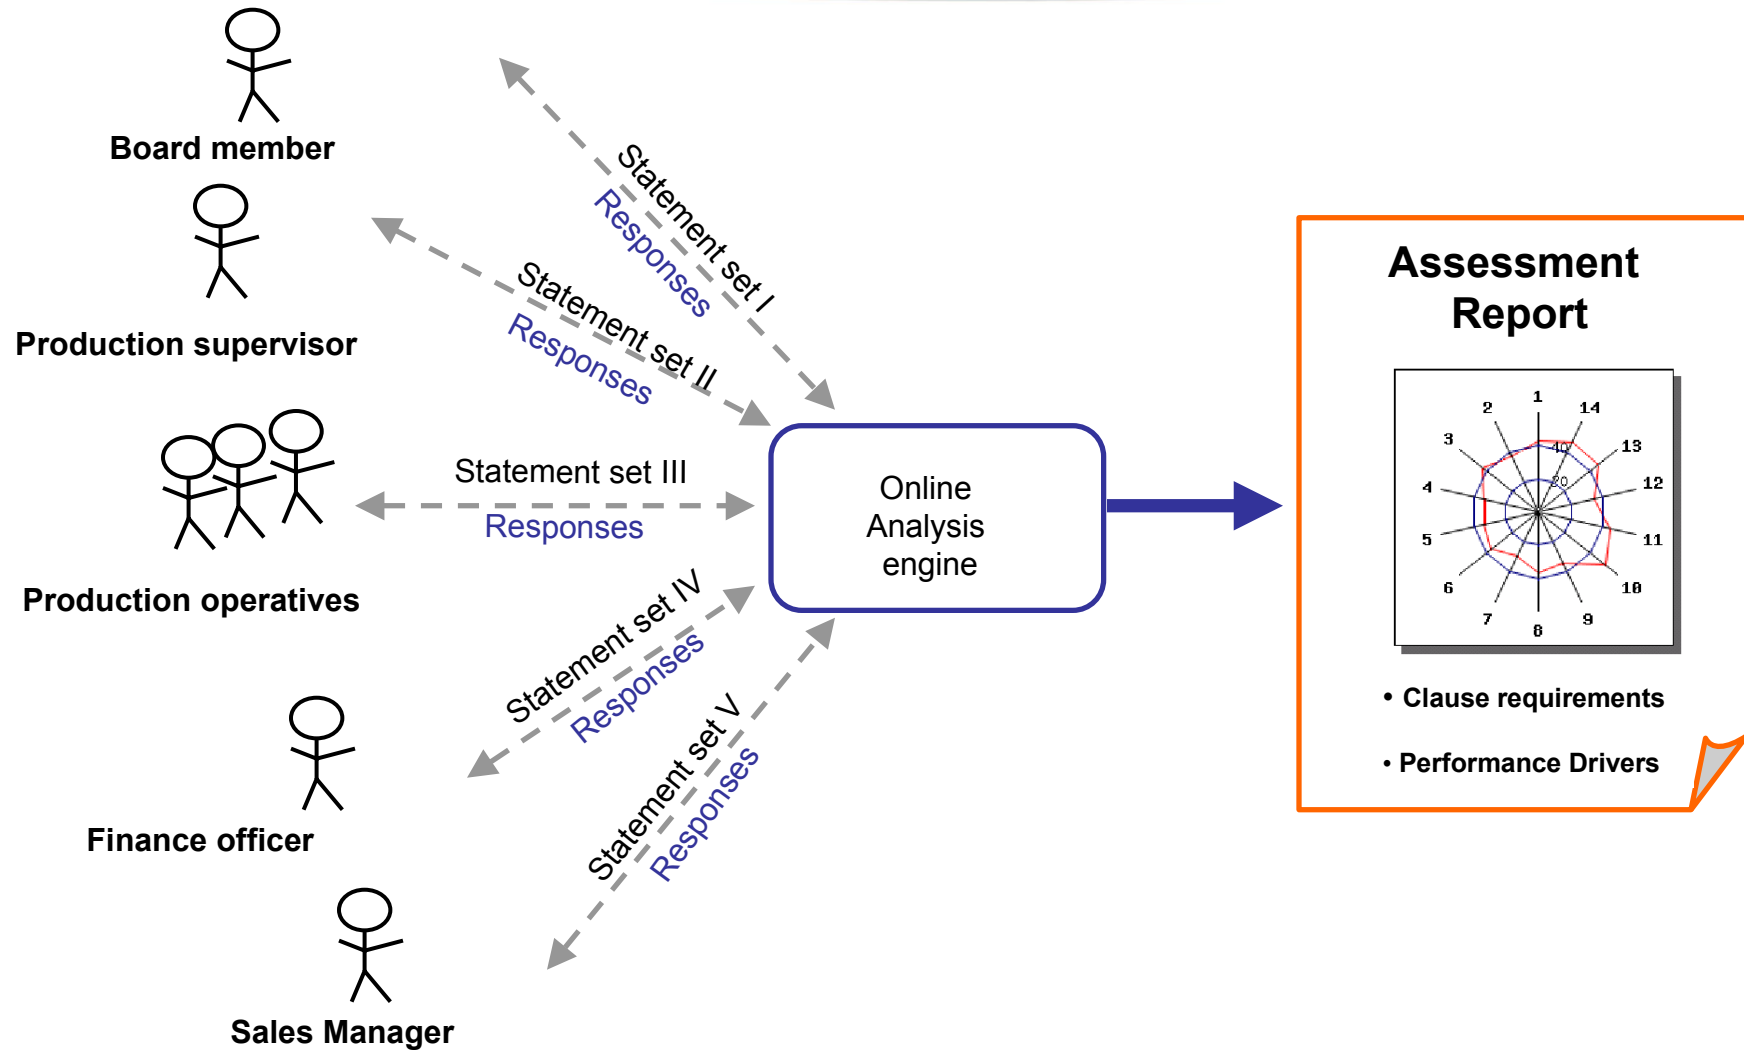 Board member
Production supervisor
Production operatives
Finance officer
Sales Manager
Statement set I
Responses
Statement set II
Responses
Statement set III
Responses
Statement set IV
Responses
Statement set V
Responses
Online
Analysis
engine
Assessment
Report
1
2
3
4
5
6
7
8
9
10
11
12
13
14
40
20
• Clause requirements
• Performance Drivers